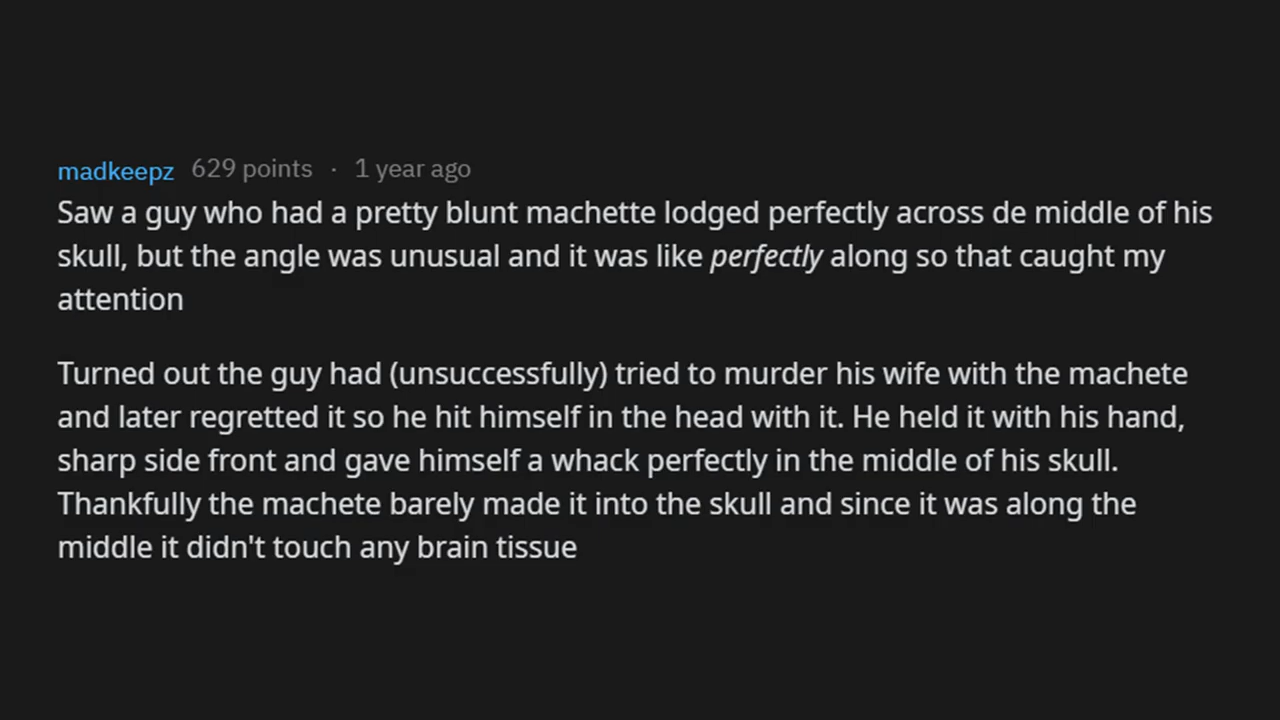 madkeepz 629 points · 1 year ago
Saw a guy who had a pretty blunt machette lodged perfectly across de middle of his
skull, but the angle was unusual and it was like perfectly along so that caught my
attention
Turned out the guy had (unsuccessfully) tried to murder his wife with the machete
and later regretted it so he hit himself in the head with it. He held it with his hand,
sharp side front and gave himself a whack perfectly in the middle of his skull.
Thankfully the machete barely made it into the skull and since it was along the
middle it didn't touch any brain tissue